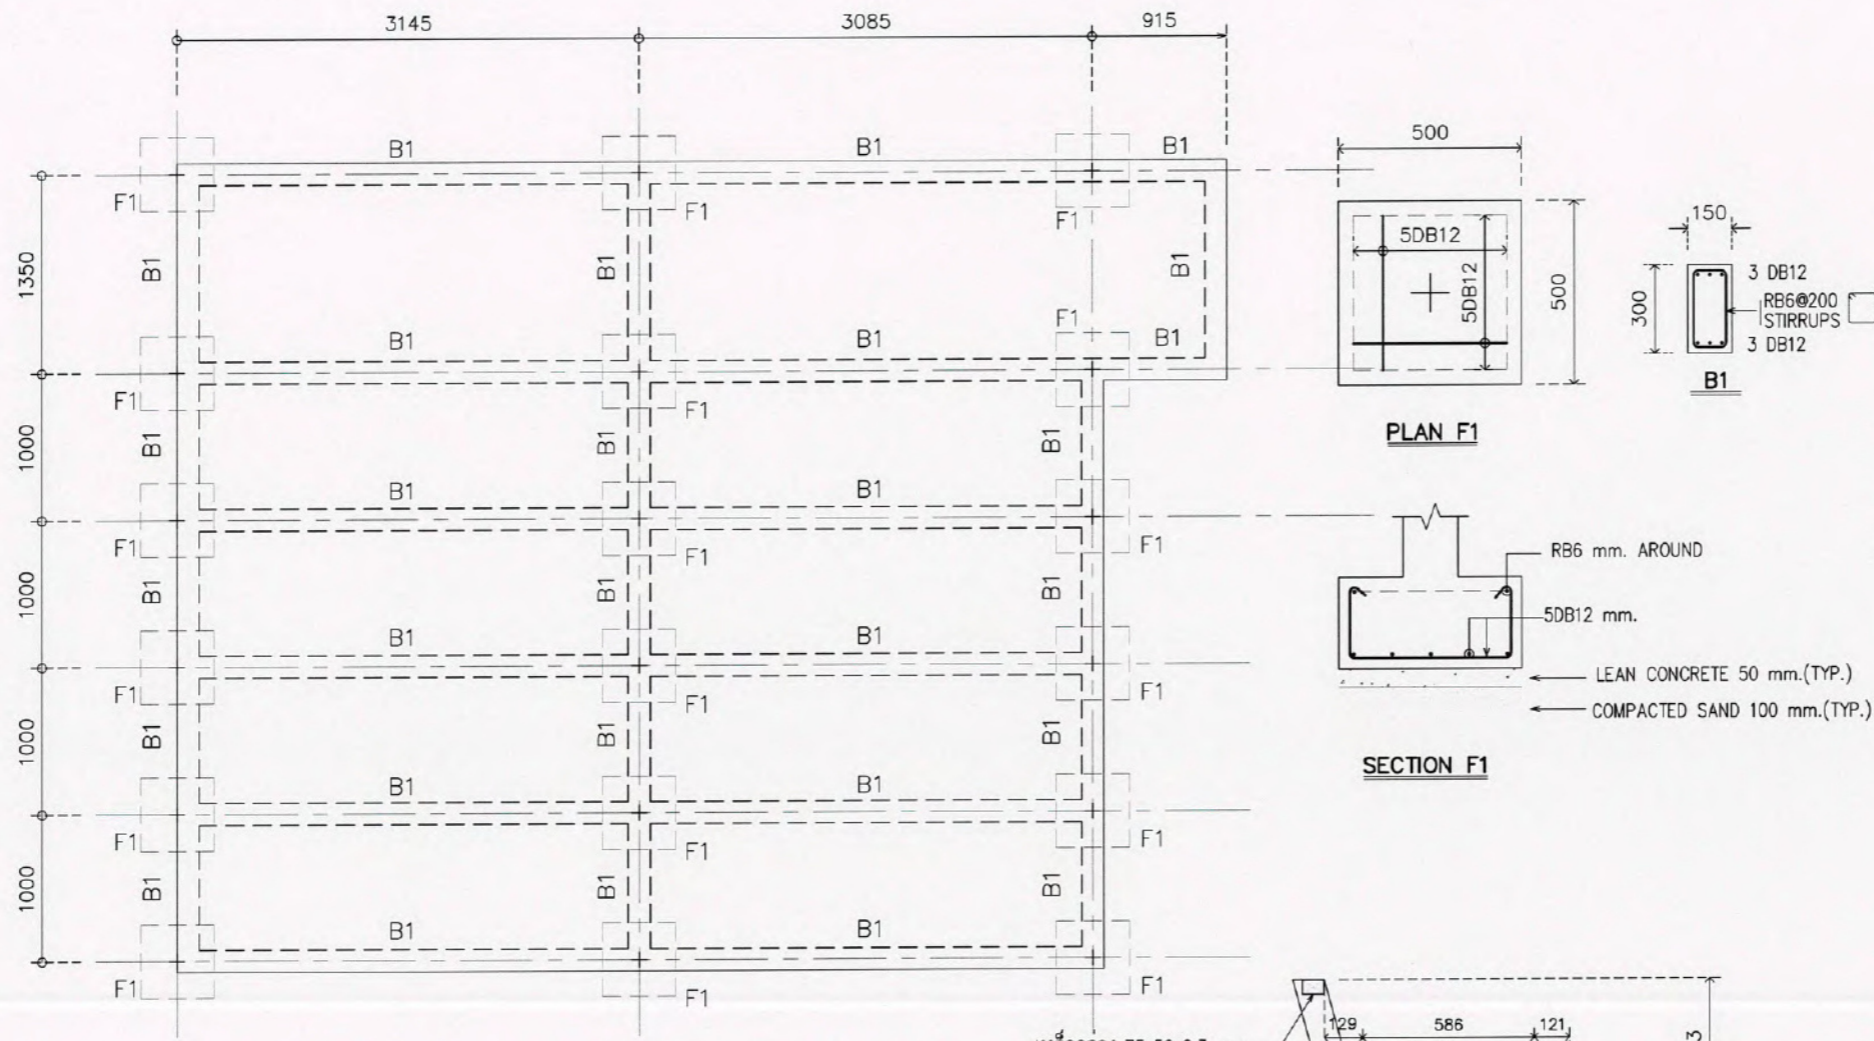 3145 3085 915
B1 B1 B1
F1 F1 F1
1350 B1 B1 B1
F1
B1 B1 B1
F1 F1
1000 B1 B1 B1
B1 B1
F1 F1 F1
1000 B1 B1 B1
B1 B1
F1 F1 F1
1000 B1 B1 B1
B1 B1
F1 F1 F1
1000 B1 B1 B1
B1 B1
F1 F1 F1
500
5DB12
5DB12
500
PLAN F1
150
300
3 DB12
RB6@200
STIRRUPS
3 DB12
B1
RB6 mm. AROUND
5DB12 mm.
LEAN CONCRETE 50 mm.(TYP.)
COMPACTED SAND 100 mm.(TYP.)
SECTION F1
129 586 121